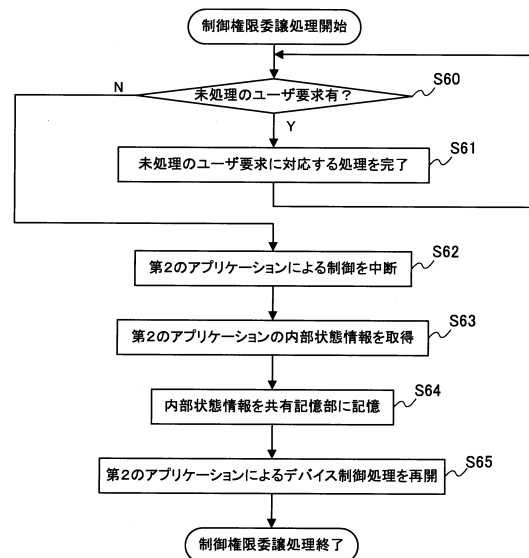 制御権限委譲処理開始
未処理のユーザ要求有？
S60
N
Y
未処理のユーザ要求に対応する処理を完了
S61
第2のアプリケーションによる制御を中断
S62
第2のアプリケーションの内部状態情報を取得
S63
内部状態情報を共有記憶部に記憶
S64
第2のアプリケーションによるデバイス制御処理を再開
S65
制御権限委譲処理終了